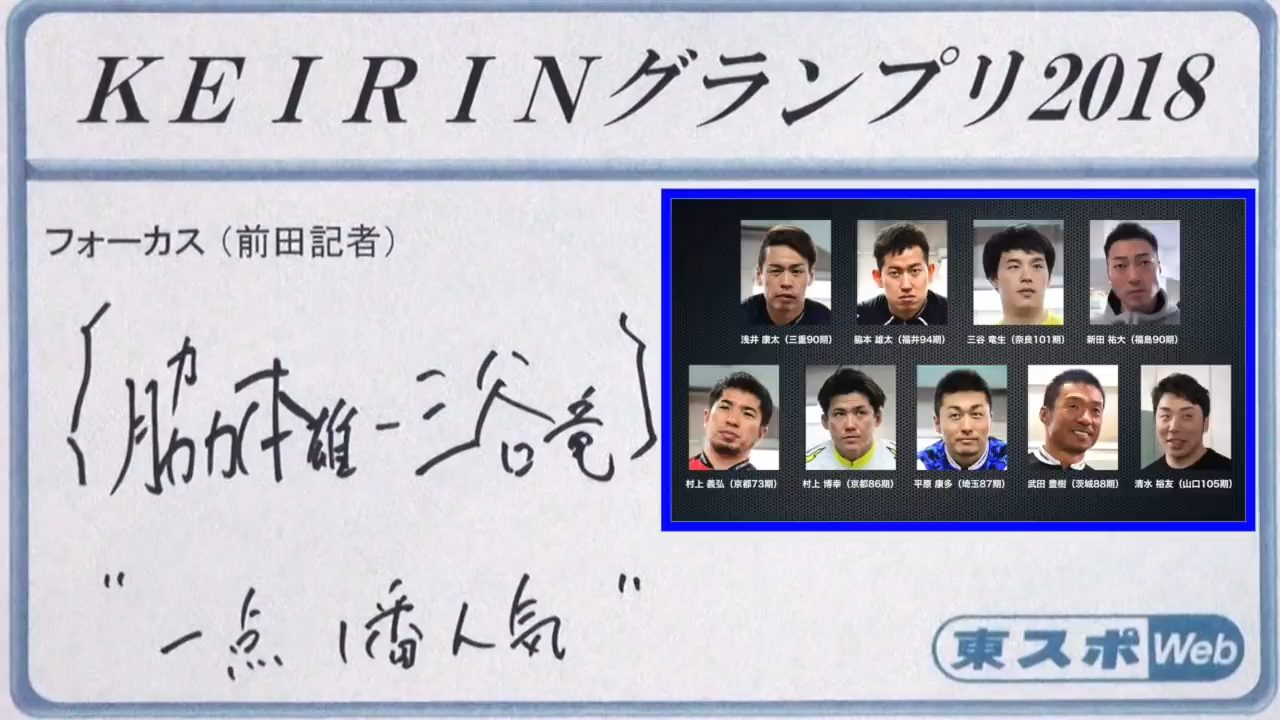 KEIRINグランプリ2018
フォーカス（前田記者）
脇本雄-三谷竜
"一点 1番人気"
浅井 康太（三重90期）
脇本 雄太（福井94期）
三谷 竜生（奈良101期）
新田 祐大（福島90期）
村上 義弘（京都73期）
村上 博幸（京都86期）
平原 康多（埼玉87期）
武田 豊樹（茨城88期）
清水 裕友（山口105期）
東スポWeb